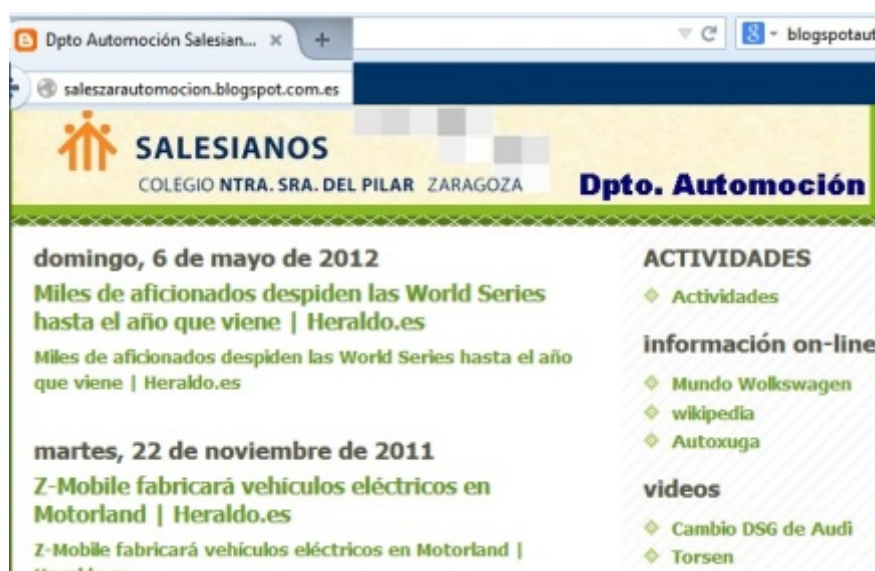 Dpto Automoción Salesian...
blogspotaut
saleszarautomocion.blogspot.com.es
SALESIANOS
COLEGIO NTRA. SRA. DEL PILAR ZARAGOZA
Dpto. Automoción
domingo, 6 de mayo de 2012
Miles de aficionados despiden las World Series
hasta el año que viene | Heraldo.es
Miles de aficionados despiden las World Series hasta el año
que viene | Heraldo.es
martes, 22 de noviembre de 2011
Z-Mobile fabricará vehículos eléctricos en
Motorland | Heraldo.es
Z-Mobile fabricará vehículos eléctricos en Motorland |
ACTIVIDADES
Actividades
información on-line
Mundo Wolkswagen
wikipedia
Autoxuga
videos
Cambio DSG de Audi
Torsen